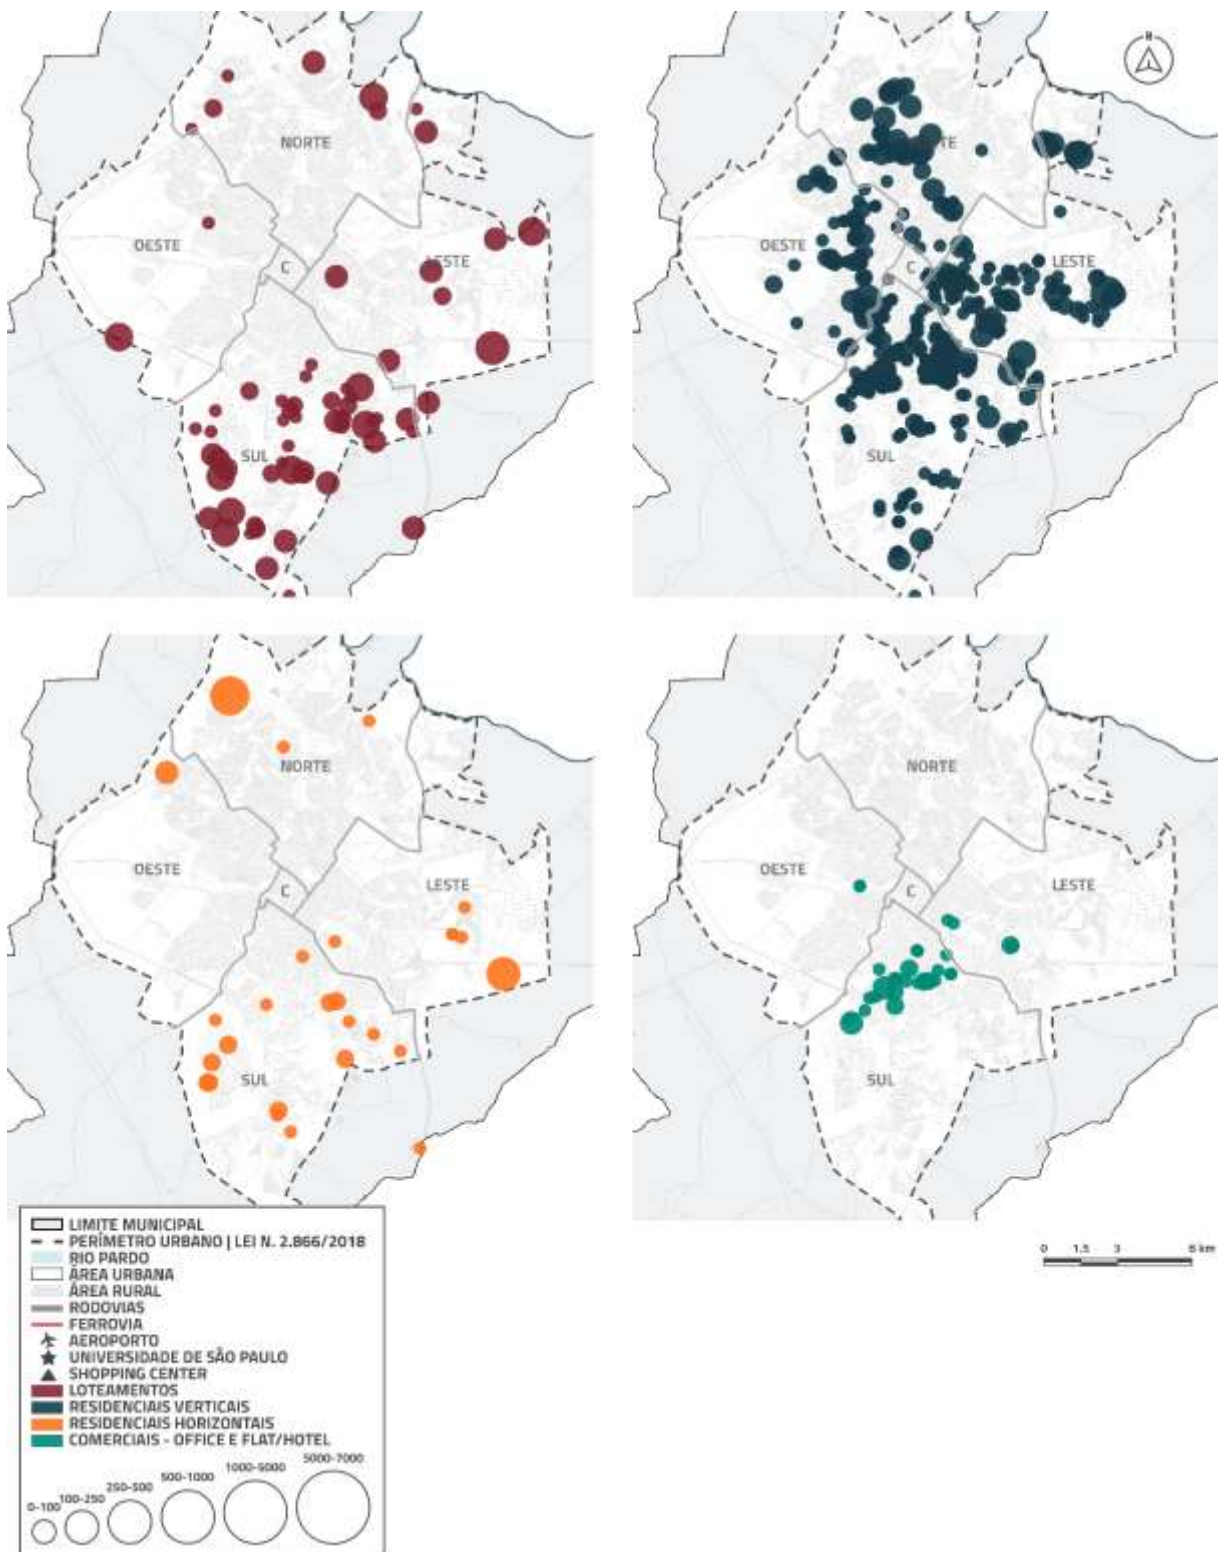 N
NORTE
OESTE
C
LESTE
SUL
OESTE
C
LESTE
SUL
NORTE
OESTE
C
LESTE
SUL
NORTE
OESTE
C
LESTE
SUL
LIMITE MUNICIPAL
PERÍMETRO URBANO | LEI N. 2.866/2018
RIO PARDO
ÁREA URBANA
ÁREA RURAL
RODOVIAS
FERROVIA
AEROPORTO
UNIVERSIDADE DE SÃO PAULO
SHOPPING CENTER
LOTEAMENTOS
RESIDENCIAIS VERTICAIS
RESIDENCIAIS HORIZONTAIS
COMERCIAIS - OFFICE E FLAT/HOTEL
0-100 100-250 250-500 500-1000 1000-5000 5000-7000
0 1,5 3 6 km